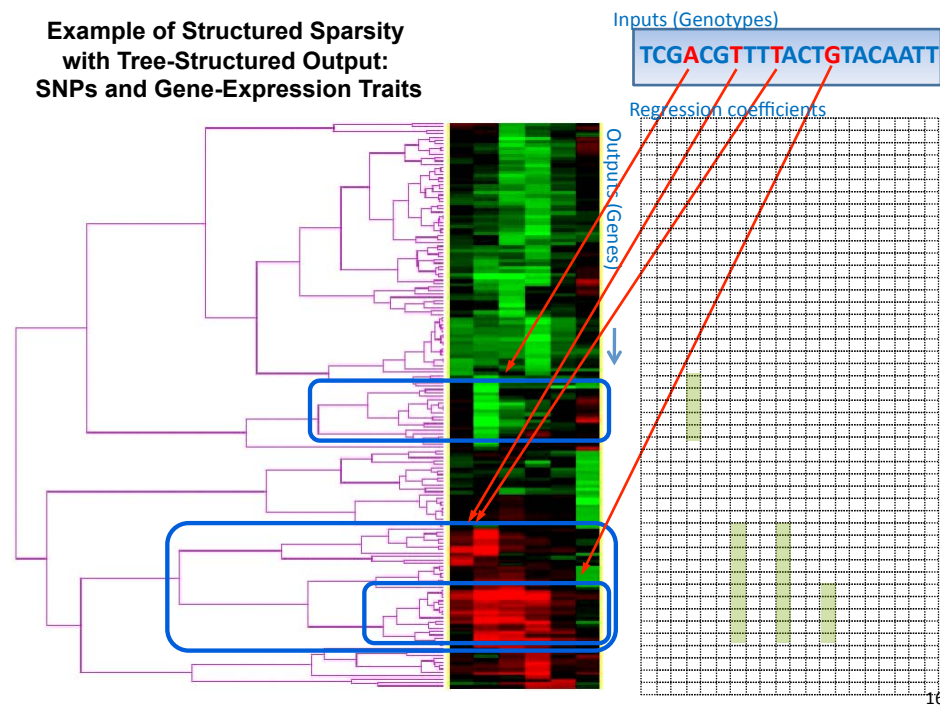 Example of Structured Sparsity
with Tree-Structured Output:
SNPs and Gene-Expression Traits
Inputs (Genotypes)
TCGACGTTTTACTGTACAATT
Regression coefficients
Outputs (Genes)
16